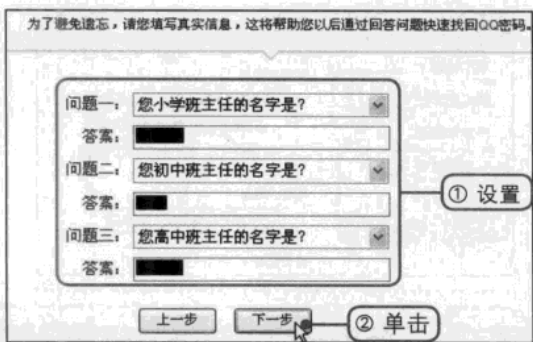 为了避免遗忘，请您填写真实信息，这将帮助您以后通过回答问题快速找回QQ密码。
问题一： 您小学班主任的名字是？
答案：
问题二： 您初中班主任的名字是？
答案：
① 设置
问题三： 您高中班主任的名字是？
答案：
上一步 下一步 ② 单击